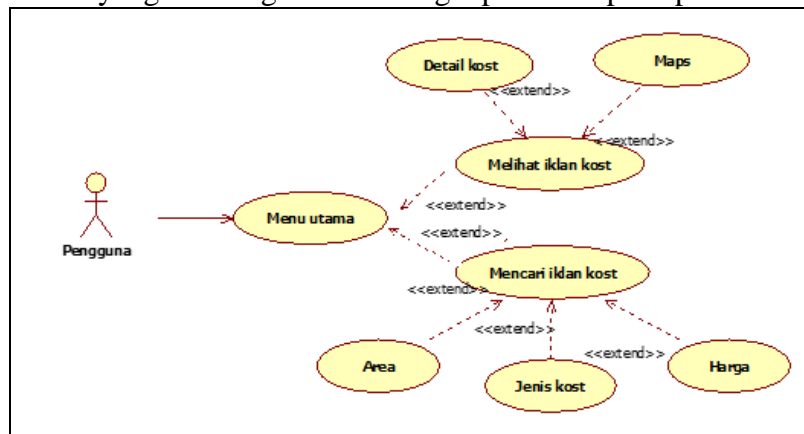 Detail kost
Maps
<<extend>>
<<extend>>
Melihat iklan kost
<<extend>>
Menu utama
Pengguna
<<extend>>
Mencari iklan kost
<<extend>>
<<extend>>
<<extend>>
Area
Jenis kost
Harga